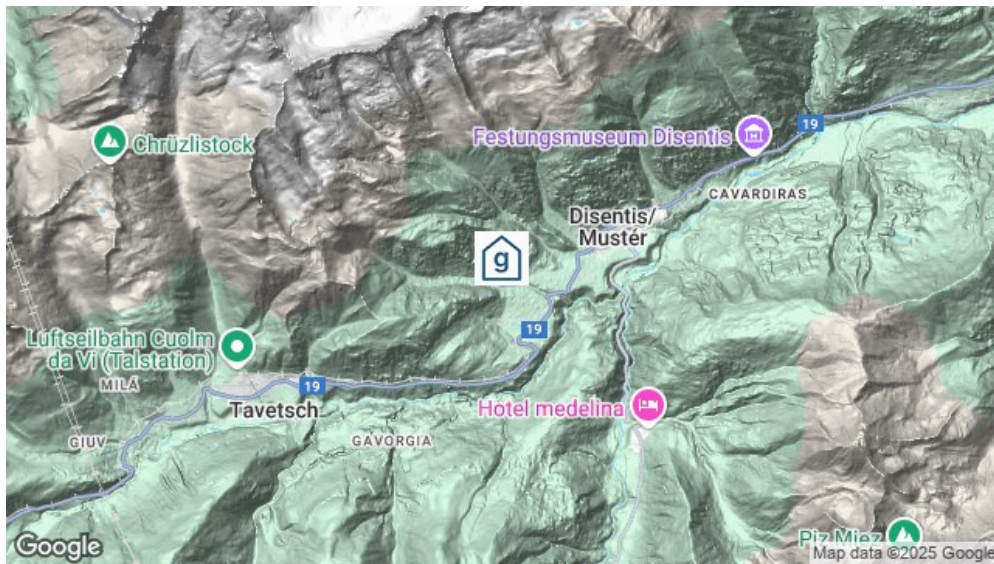 19
Festungsmuseum Disentis
Chrüzlistock
CAVARDIRAS
Disentis/
Mustér
g
19
Luftseilbahn Cuolm
da Vi (Talstation)
MILÀ
19
Tavetsch
Hotel medelina
GIUV
GAVORGIA
Piz Miez
Google
Map data ©2025 Google